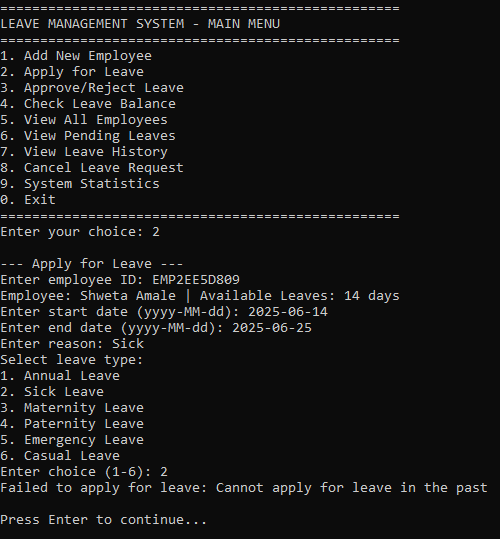 ==================================================
LEAVE MANAGEMENT SYSTEM - MAIN MENU
==================================================
1. Add New Employee
2. Apply for Leave
3. Approve/Reject Leave
4. Check Leave Balance
5. View All Employees
6. View Pending Leaves
7. View Leave History
8. Cancel Leave Request
9. System Statistics
0. Exit
==================================================
Enter your choice: 2
--- Apply for Leave ---
Enter employee ID: EMP2EE5D809
Employee: Shweta Amale | Available Leaves: 14 days
Enter start date (yyyy-MM-dd): 2025-06-14
Enter end date (yyyy-MM-dd): 2025-06-25
Enter reason: Sick
Select leave type:
1. Annual Leave
2. Sick Leave
3. Maternity Leave
4. Paternity Leave
5. Emergency Leave
6. Casual Leave
Enter choice (1-6): 2
Failed to apply for leave: Cannot apply for leave in the past
Press Enter to continue...